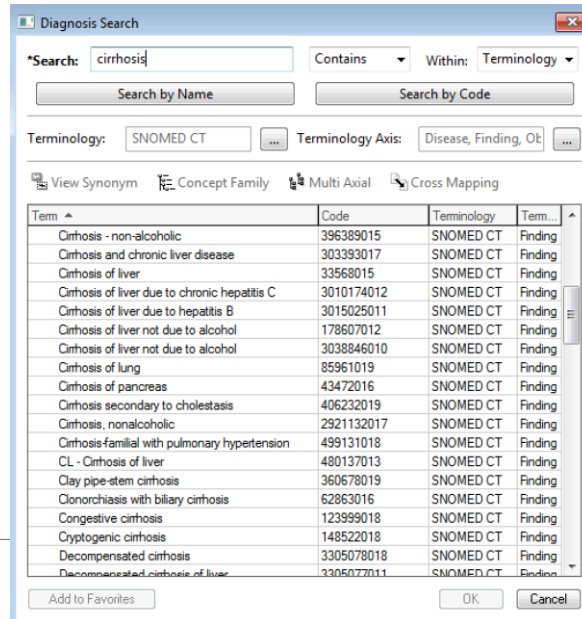 Diagnosis Search
*Search: cirrhosis Contains Within: Terminology
Search by Name Search by Code
Terminology: SNOMED CT ... Terminology Axis: Disease, Finding, Ob ...
View Synonym Concept Family Multi Axial Cross Mapping
Term Code Terminology Term...
Cirrhosis - non-alcoholic 396389015 SNOMED CT Finding
Cirrhosis and chronic liver disease 303393017 SNOMED CT Finding
Cirrhosis of liver 33568015 SNOMED CT Finding
Cirrhosis of liver due to chronic hepatitis C 3010174012 SNOMED CT Finding
Cirrhosis of liver due to hepatitis B 3015025011 SNOMED CT Finding
Cirrhosis of liver not due to alcohol 178607012 SNOMED CT Finding
Cirrhosis of liver not due to alcohol 3038846010 SNOMED CT Finding
Cirrhosis of lung 85961019 SNOMED CT Finding
Cirrhosis of pancreas 43472016 SNOMED CT Finding
Cirrhosis secondary to cholestasis 406232019 SNOMED CT Finding
Cirrhosis, nonalcoholic 2921132017 SNOMED CT Finding
Cirrhosis-familial with pulmonary hypertension 499131018 SNOMED CT Finding
CL - Cirrhosis of liver 480137013 SNOMED CT Finding
Clay pipe-stem cirrhosis 360678019 SNOMED CT Finding
Clonorchiasis with biliary cirrhosis 62863016 SNOMED CT Finding
Congestive cirrhosis 123999018 SNOMED CT Finding
Cryptogenic cirrhosis 148522018 SNOMED CT Finding
Decompensated cirrhosis 3305078018 SNOMED CT Finding
Decompensated cirrhosis of liver 3305077011 SNOMED CT Finding
Add to Favorites OK Cancel